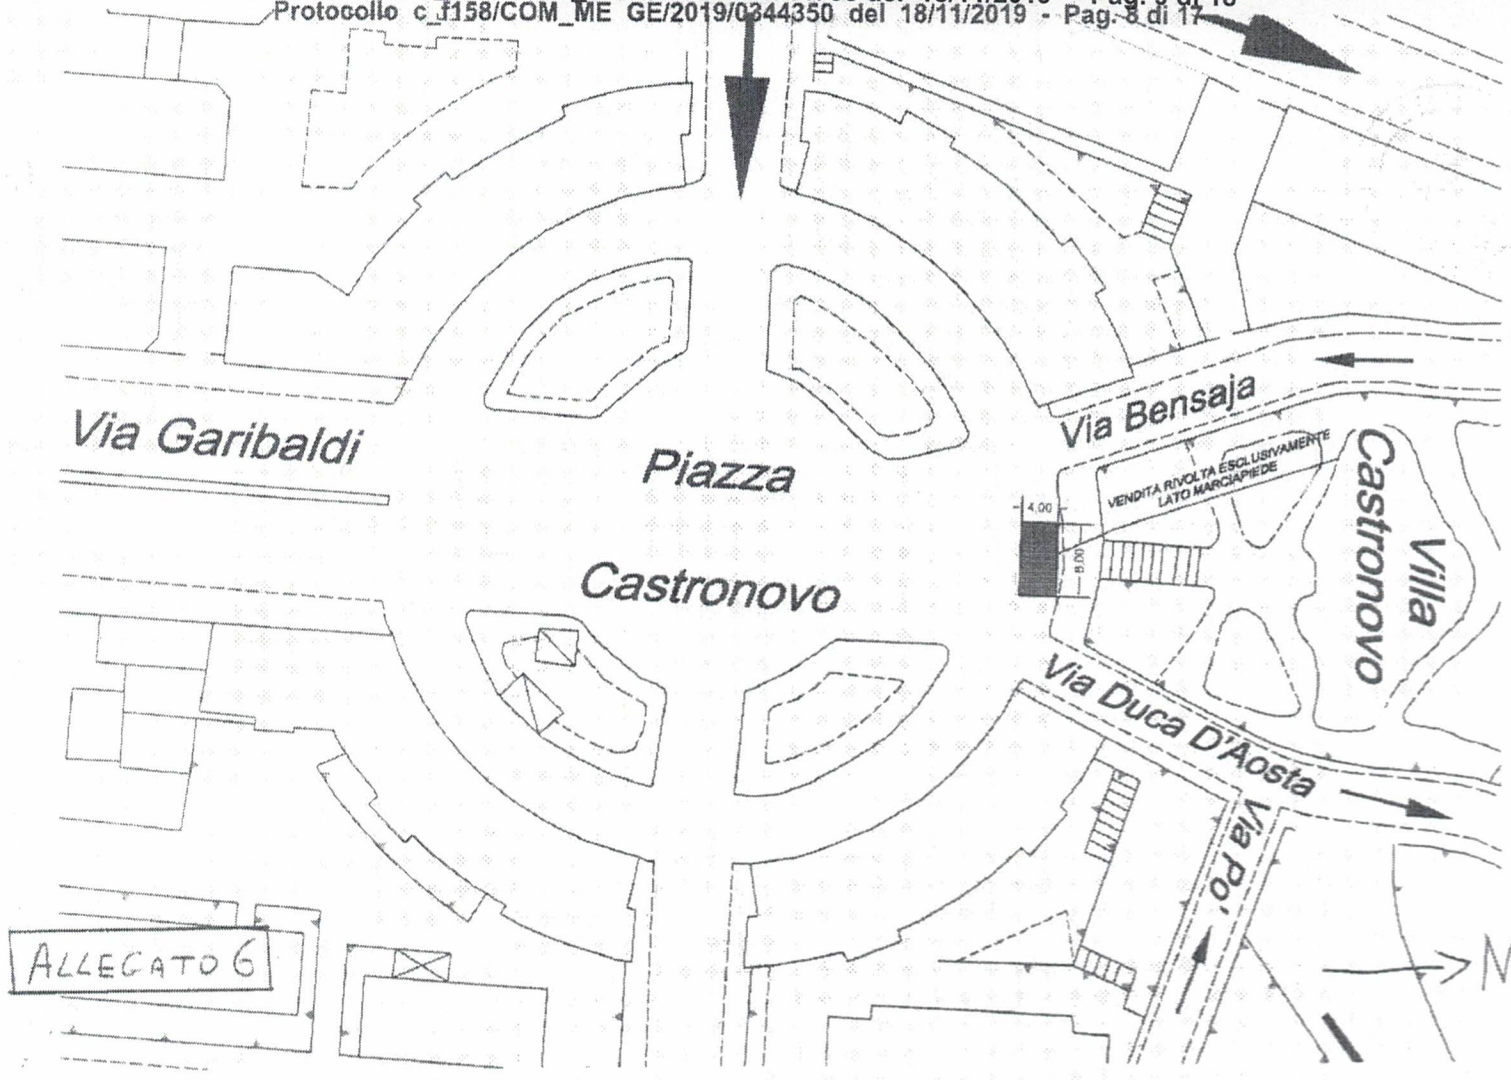 Protocollo c_f158/COM_ME GE/2019/0344350 del 18/11/2019 - Pag. 8 di 17
Via Garibaldi
Piazza
Castronovo
Via Bensaja
VENDITA RIVOLTA ESCLUSIVAMENTE
LATO MARCIAPIEDE
4,00
8,00
Villa
Castronovo
Via Duca D'Aosta
Via Po'
ALLEGATO 6
N